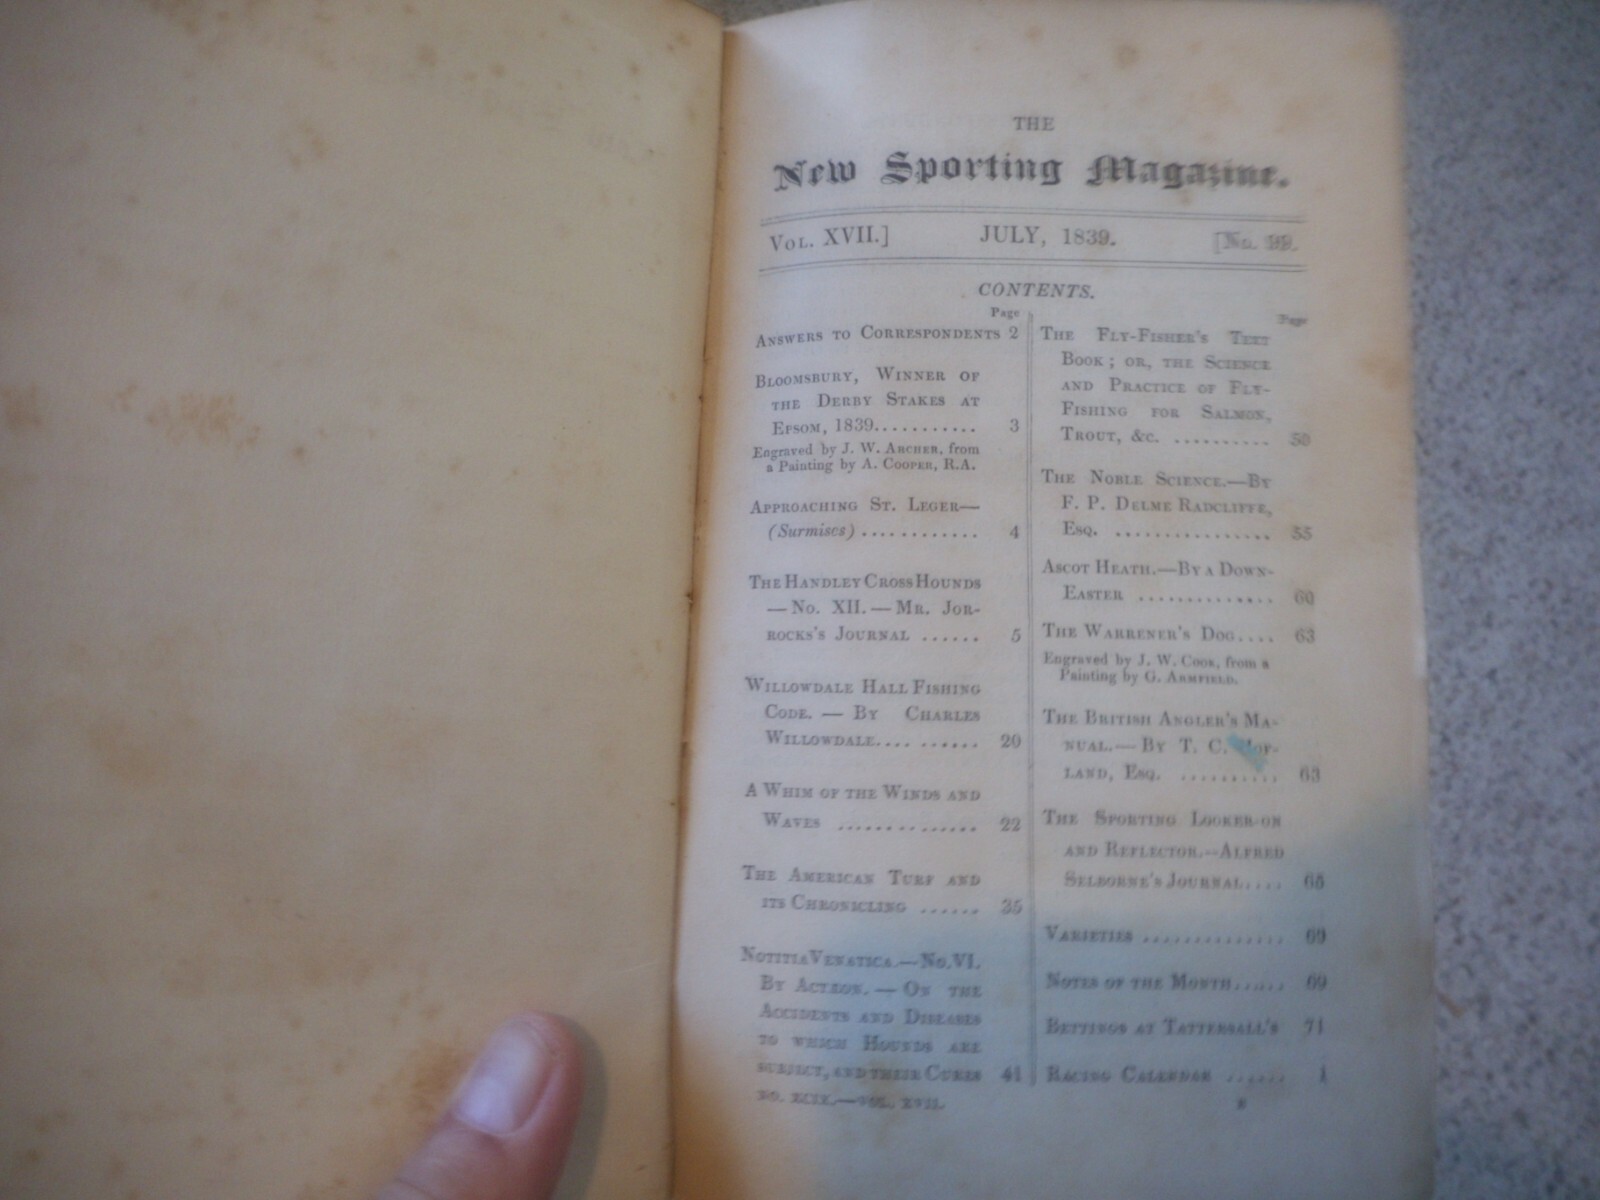 THE
New Sporting Magazine.
VOL. XVII.] JULY, 1839. [No. 99.
CONTENTS.
Page
ANSWERS TO CORRESPONDENTS 2
BLOOMSBURY, WINNER OF
THE DERBY STAKES AT
EPSOM, 1839........... 3
Engraved by J. W. ARCHER, from
a Painting by A. COOPER, R.A.
APPROACHING ST. LEGER—
(Surmises)............ 4
THE HANDLEY CROSS HOUNDS
— No. XII. — MR. JOR-
ROCKS'S JOURNAL ...... 5
WILLOWDALE HALL FISHING
CODE. — BY CHARLES
WILLOWDALE.... ...... 20
A WHIM OF THE WINDS AND
WAVES .............. 22
THE AMERICAN TURF AND
ITS CHRONICLING ...... 35
NOTITIA VENATICA.—No. VI.
BY ACTÆON. — ON THE
ACCIDENTS AND DISEASES
TO WHICH HOUNDS ARE
SUBJECT, AND THEIR CURES 41
NO. XCIX.—VOL. XVII.
Page
THE FLY-FISHER'S TEXT
BOOK; OR, THE SCIENCE
AND PRACTICE OF FLY-
FISHING FOR SALMON,
TROUT, &c. .......... 50
THE NOBLE SCIENCE.—BY
F. P. DELME RADCLIFFE,
ESQ. ................ 55
ASCOT HEATH.—BY A DOWN-
EASTER .............. 60
THE WARRENER'S DOG.... 63
Engraved by J. W. COOK, from a
Painting by G. ARMFIELD.
THE BRITISH ANGLER'S MA-
NUAL.—BY T. C. HOF-
LAND, ESQ. .......... 63
THE SPORTING LOOKER-ON
AND REFLECTOR.—ALFRED
SELBORNE'S JOURNAL.... 65
VARIETIES .............. 69
NOTES OF THE MONTH...... 69
BETTINGS AT TATTERSALL'S 71
RACING CALENDAR ...... 1
B